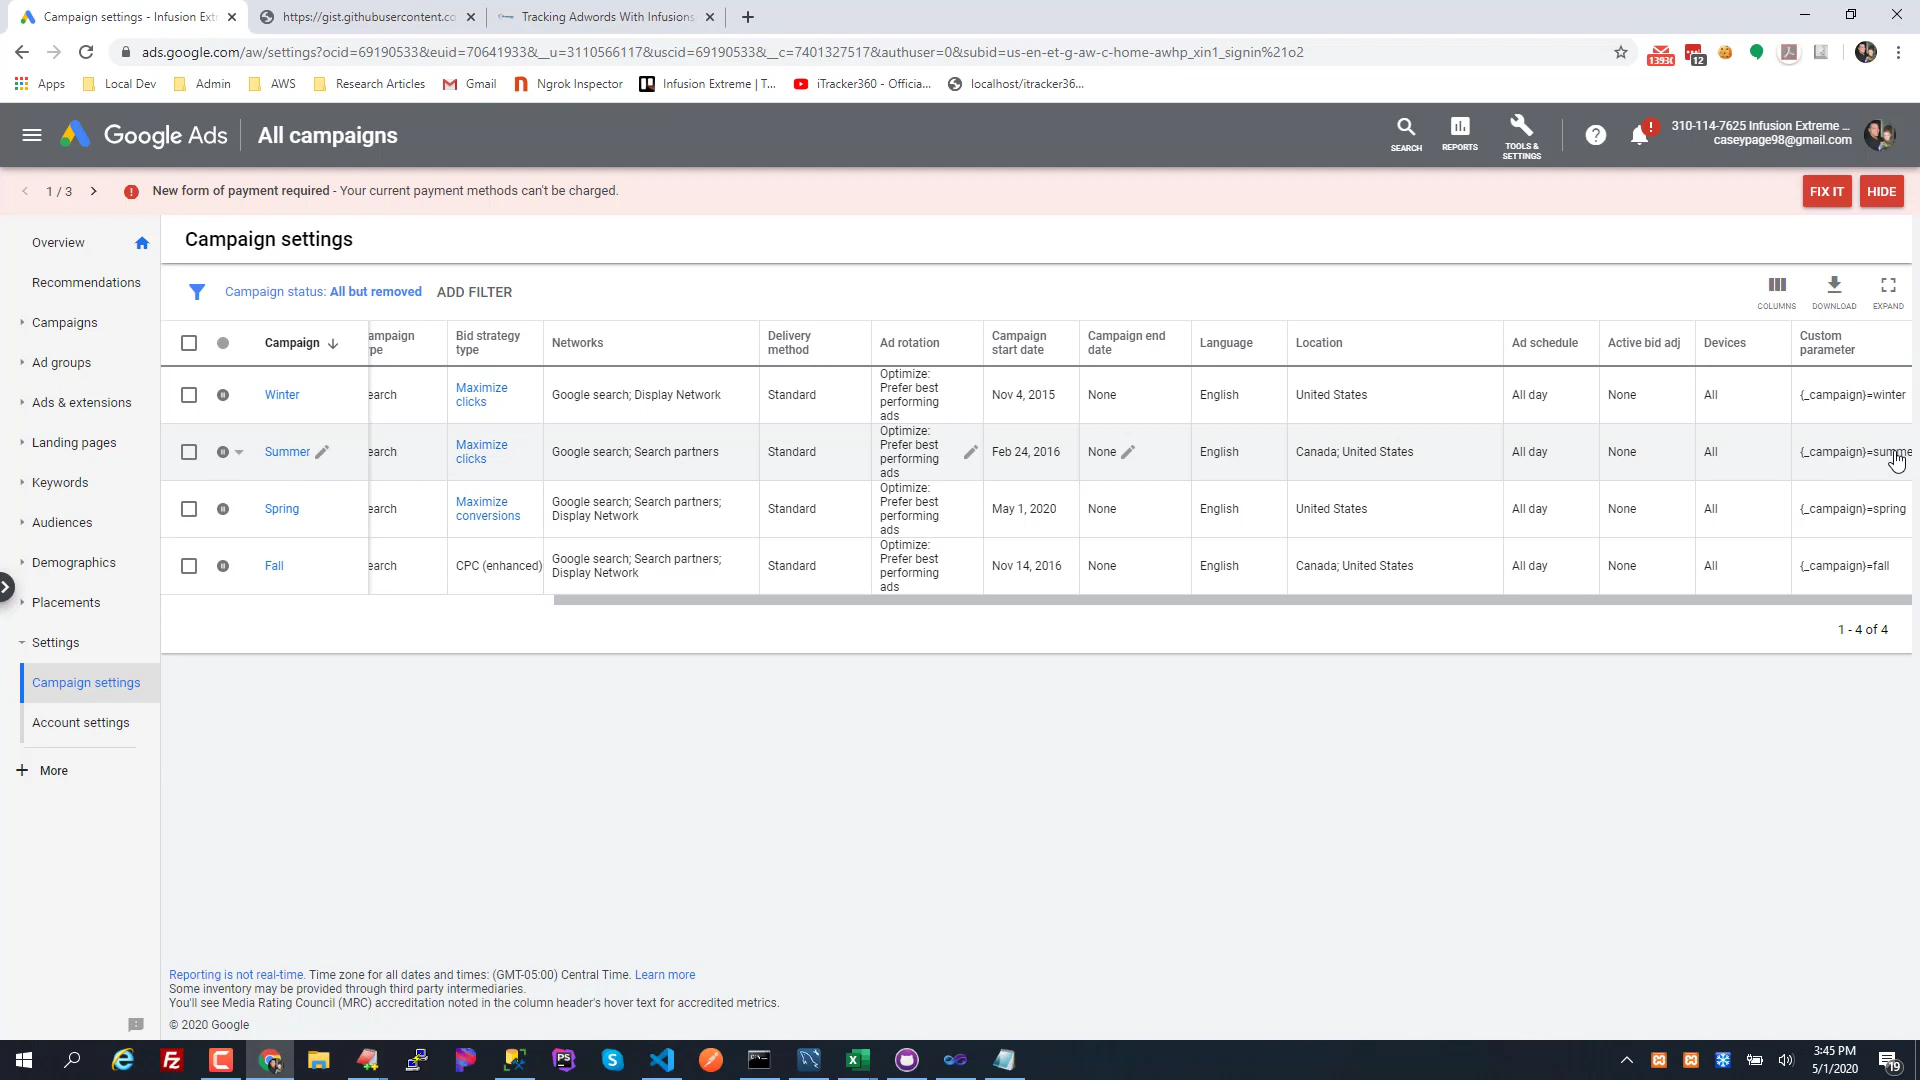 Campaign settings - Infusion Extr
https://gist.githubusercontent.co
Tracking Adwords With Infusions
ads.google.com/aw/settings?ocid=69190533&euid=70641933&__u=3110566117&uscid=69190533&__c=7401327517&authuser=0&subid=us-en-et-g-aw-c-home-awhp_xin1_signin%21o2
12
Apps
Local Dev
Admin
AWS
Research Articles
Gmail
Ngrok Inspector
Infusion Extreme | T...
iTracker360 - Officia...
localhost/itracker36...
Google Ads
All campaigns
SEARCH
REPORTS
TOOLS &
SETTINGS
310-114-7625 Infusion Extreme ...
caseypage98@gmail.com
1 / 3
New form of payment required - Your current payment methods can't be charged.
FIX IT
HIDE
Overview
Recommendations
Campaigns
Ad groups
Ads & extensions
Landing pages
Keywords
Audiences
Demographics
Placements
Settings
Campaign settings
Account settings
More
Campaign settings
Campaign status: All but removed
ADD FILTER
COLUMNS
DOWNLOAD
EXPAND
Campaign
ampaign
pe
Bid strategy
type
Networks
Delivery
method
Ad rotation
Campaign
start date
Campaign end
date
Language
Location
Ad schedule
Active bid adj
Devices
Custom
parameter
Winter
earch
Maximize
clicks
Google search; Display Network
Standard
Optimize:
Prefer best
performing
ads
Nov 4, 2015
None
English
United States
All day
None
All
{_campaign}=winter
Summer
earch
Maximize
clicks
Google search; Search partners
Standard
Optimize:
Prefer best
performing
ads
Feb 24, 2016
None
English
Canada; United States
All day
None
All
{_campaign}=summe
Spring
earch
Maximize
conversions
Google search; Search partners;
Display Network
Standard
Optimize:
Prefer best
performing
ads
May 1, 2020
None
English
United States
All day
None
All
{_campaign}=spring
Fall
earch
CPC (enhanced)
Google search; Search partners;
Display Network
Standard
Optimize:
Prefer best
performing
ads
Nov 14, 2016
None
English
Canada; United States
All day
None
All
{_campaign}=fall
1 - 4 of 4
Reporting is not real-time. Time zone for all dates and times: (GMT-05:00) Central Time. Learn more
Some inventory may be provided through third party intermediaries.
You'll see Media Rating Council (MRC) accreditation noted in the column header's hover text for accredited metrics.
© 2020 Google
3:45 PM
5/1/2020
19